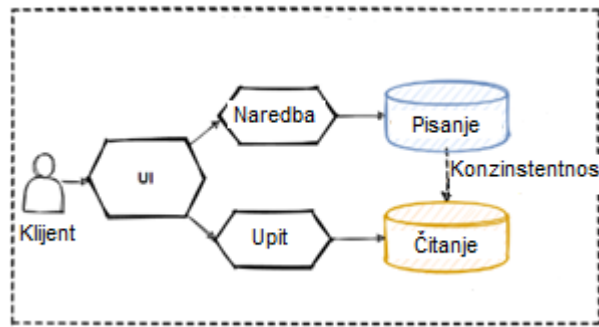 Naredba
Pisanje
Konzinstentnos
UI
Klijent
Upit
Čitanje